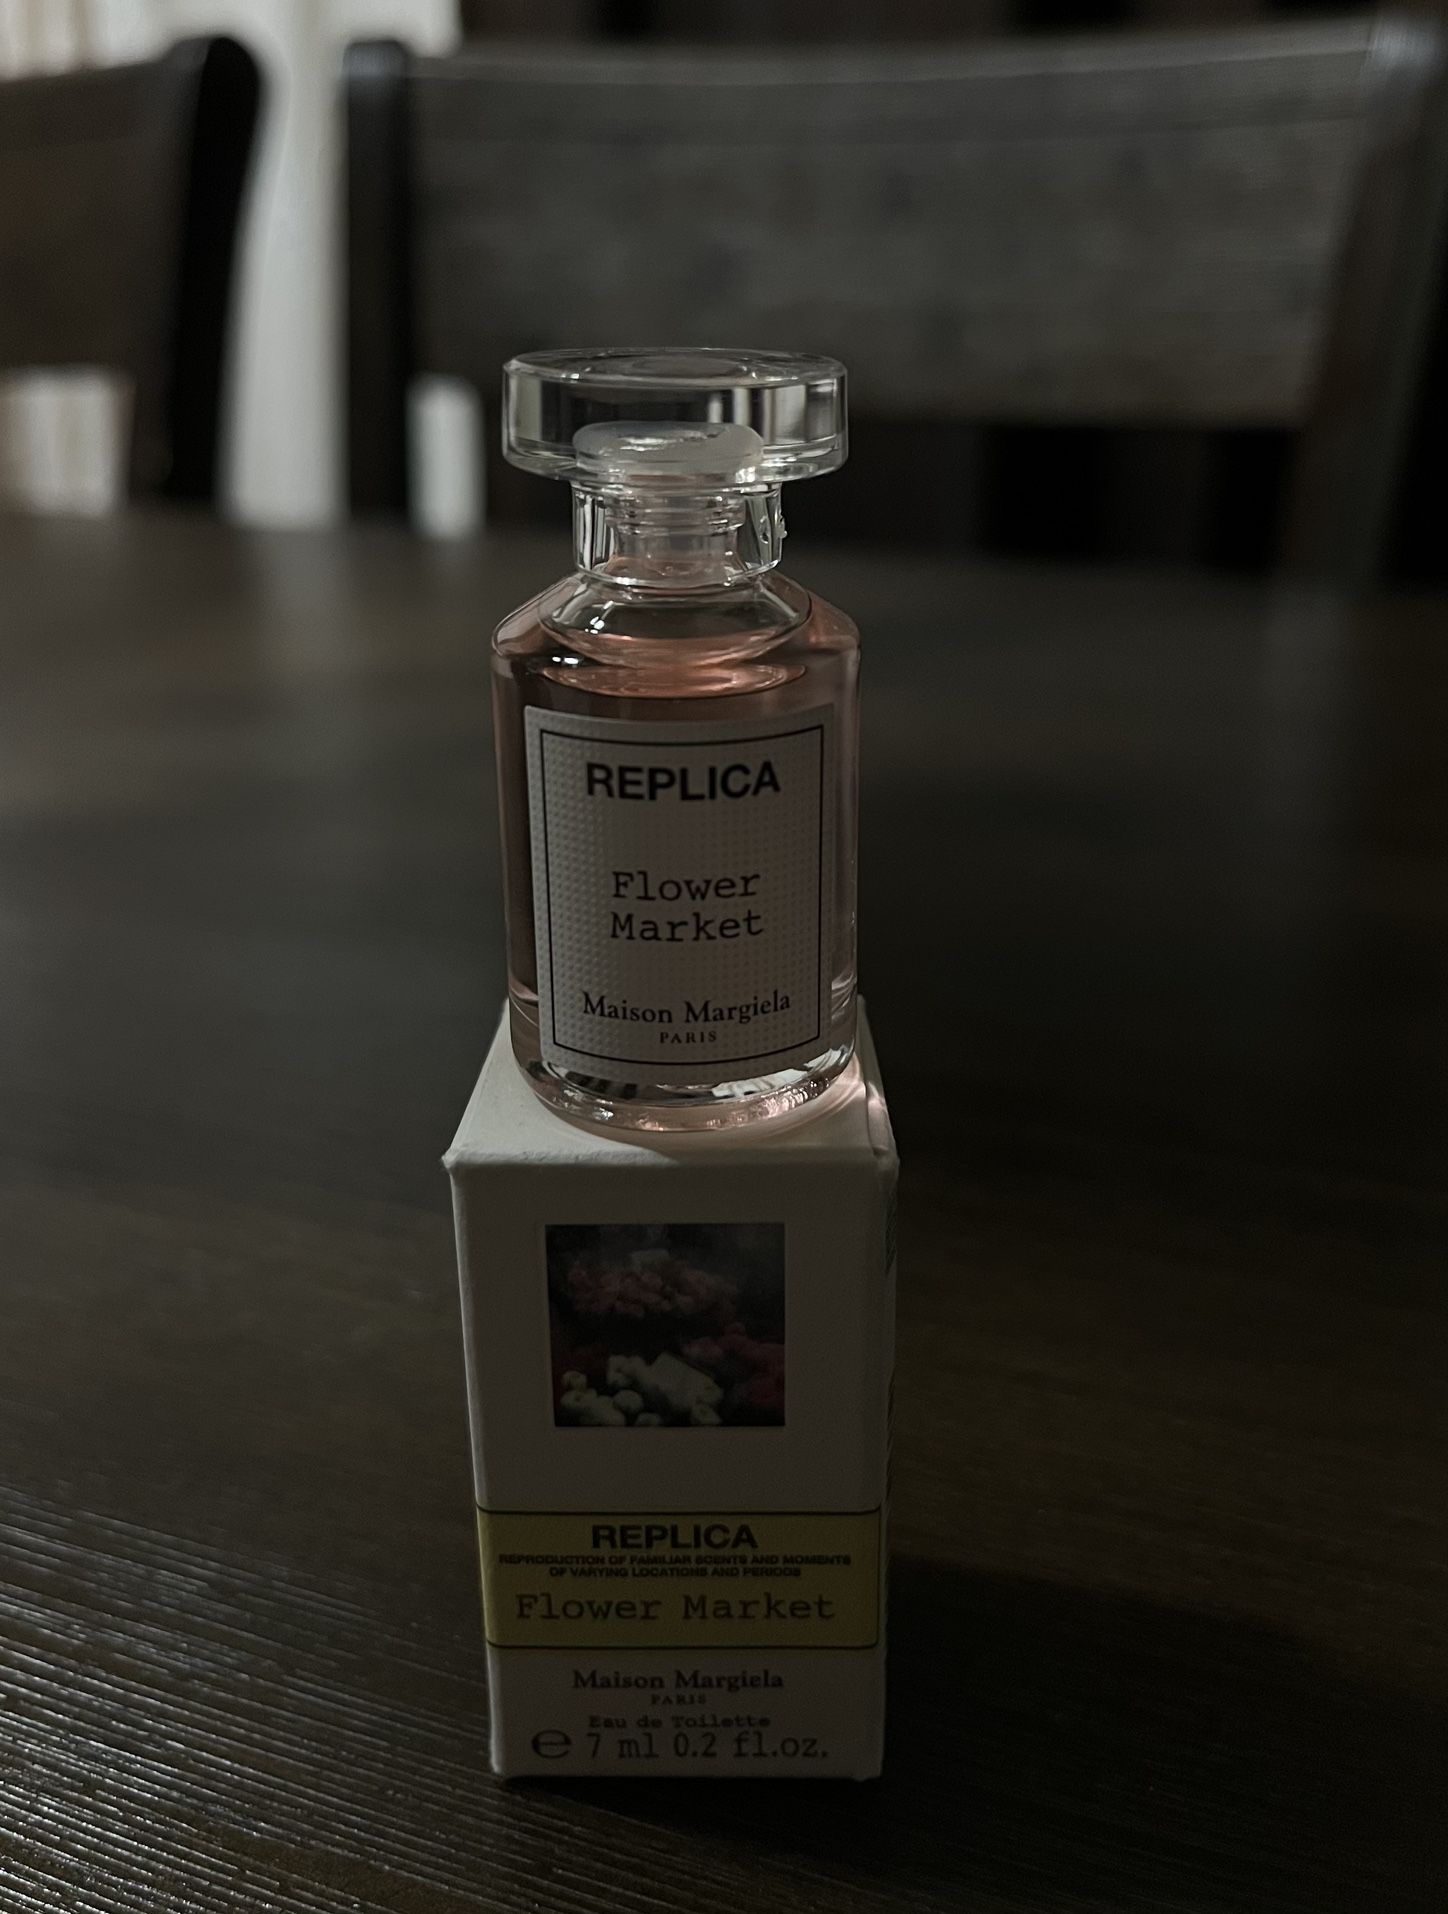 REPLICA
Flower
Market
Maison Margiela
PARIS
REPLICA
REPRODUCTION OF FAMILIAR SCENTS AND MOMENTS
OF VARYING LOCATIONS AND PERIODS
Flower Market
Maison Margiela
PARIS
Eau de Toilette
℮ 7 ml 0.2 fl.oz.